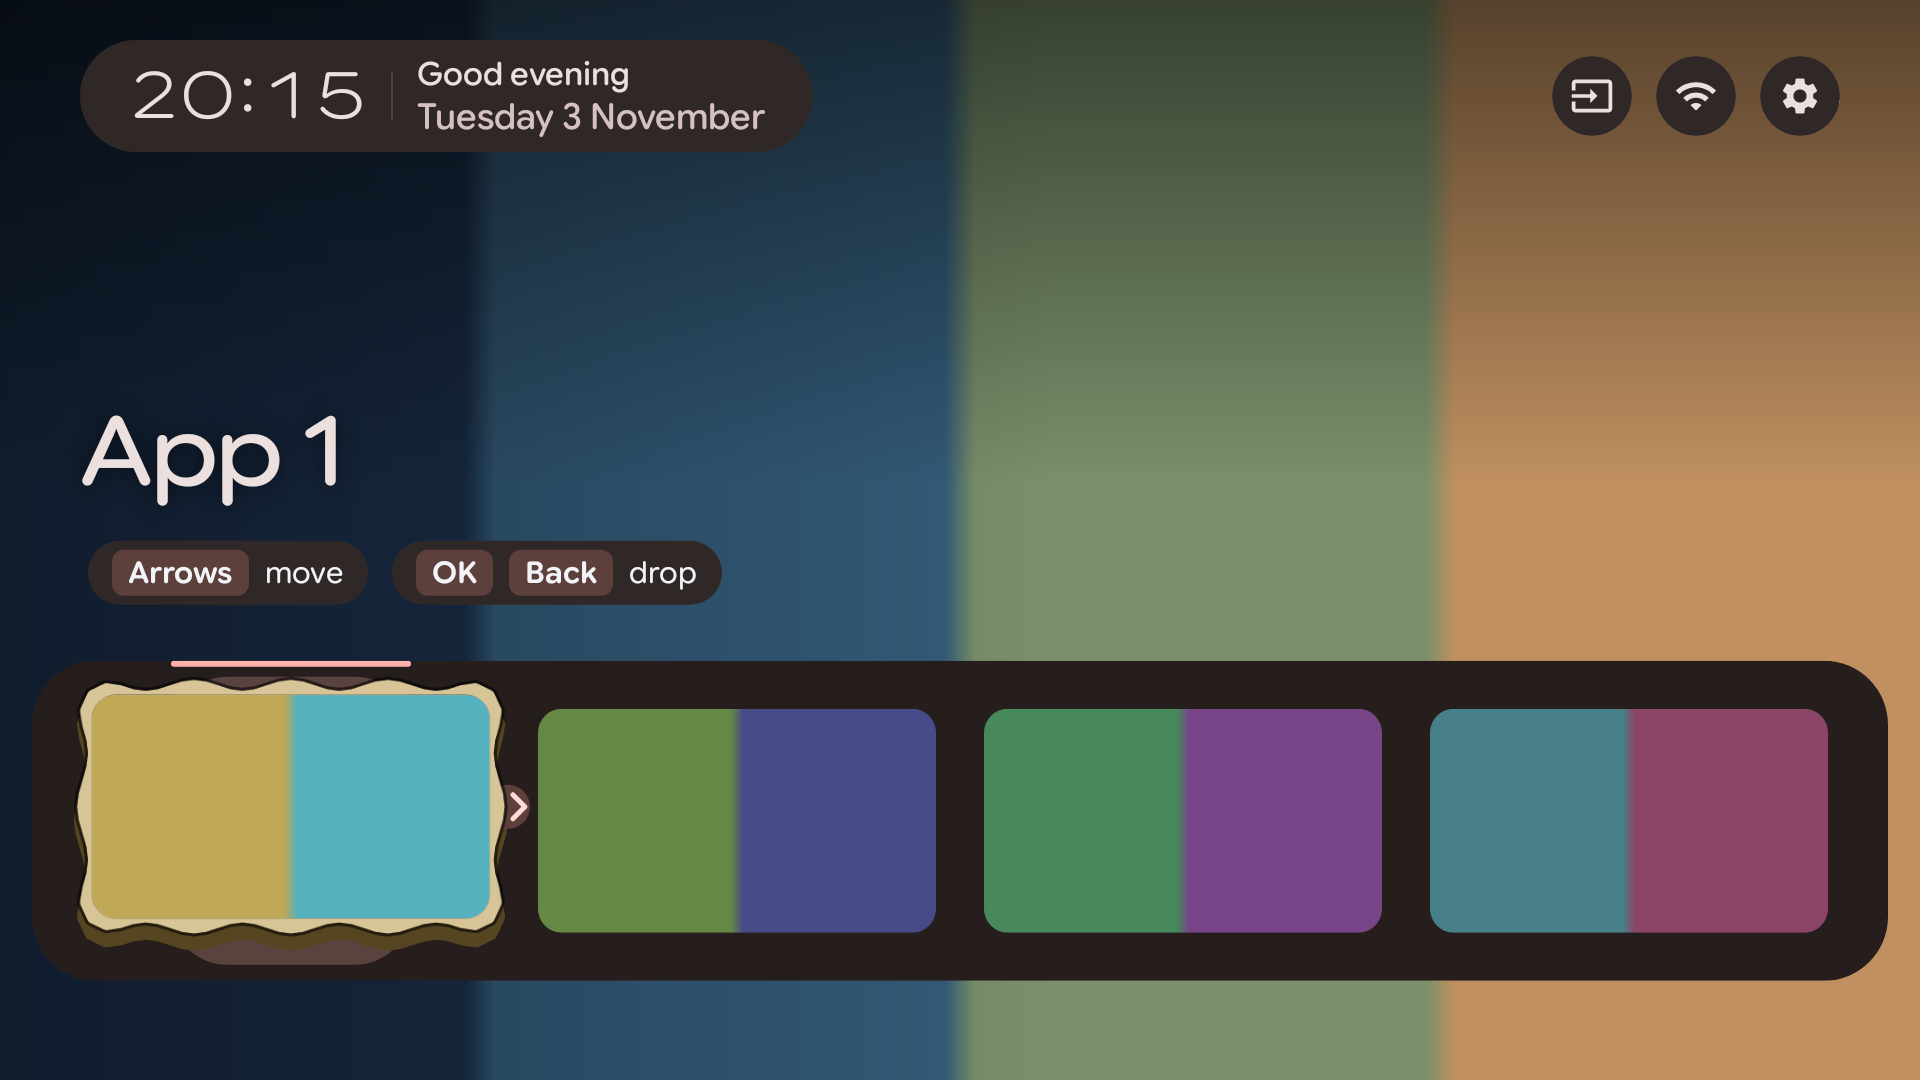 20:15
Good evening
Tuesday 3 November
App 1
Arrows move
OK Back drop